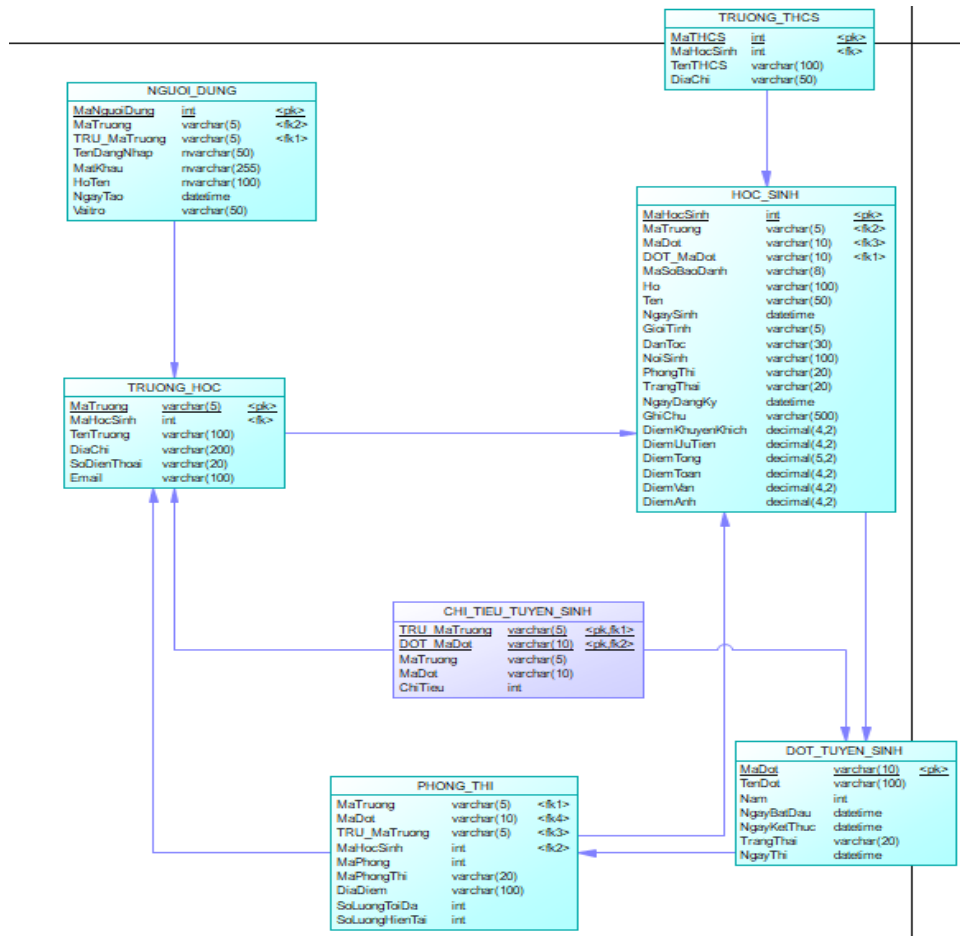 TRUONG_THCS
MaTHCS int <pk>
MaHocSinh int <fk>
TenTHCS varchar(100)
DiaChi varchar(50)
NGUOI_DUNG
MaNguoiDung int <pk>
MaTruong varchar(5) <fk2>
TRU_MaTruong varchar(5) <fk1>
TenDangNhap nvarchar(50)
MatKhau nvarchar(255)
HoTen nvarchar(100)
NgayTao datetime
Vaitro varchar(50)
HOC_SINH
MaHocSinh int <pk>
MaTruong varchar(5) <fk2>
MaDot varchar(10) <fk3>
DOT_MaDot varchar(10) <fk1>
MaSoBaoDanh varchar(8)
Ho varchar(100)
Ten varchar(50)
NgaySinh datetime
GioiTinh varchar(5)
DanToc varchar(30)
NoiSinh varchar(100)
PhongThi varchar(20)
TrangThai varchar(20)
NgayDangKy datetime
GhiChu varchar(500)
DiemKhuyenKhich decimal(4,2)
DiemUuTien decimal(4,2)
DiemTong decimal(5,2)
DiemToan decimal(4,2)
DiemVan decimal(4,2)
DiemAnh decimal(4,2)
TRUONG_HOC
MaTruong varchar(5) <pk>
MaHocSinh int <fk>
TenTruong varchar(100)
DiaChi varchar(200)
SoDienThoai varchar(20)
Email varchar(100)
CHI_TIEU_TUYEN_SINH
TRU_MaTruong varchar(5) <pk,fk1>
DOT_MaDot varchar(10) <pk,fk2>
MaTruong varchar(5)
MaDot varchar(10)
ChiTieu int
DOT_TUYEN_SINH
MaDot varchar(10) <pk>
TenDot varchar(100)
Nam int
NgayBatDau datetime
NgayKetThuc datetime
TrangThai varchar(20)
NgayThi datetime
PHONG_THI
MaTruong varchar(5) <fk1>
MaDot varchar(10) <fk4>
TRU_MaTruong varchar(5) <fk3>
MaHocSinh int <fk2>
MaPhong int
MaPhongThi varchar(20)
DiaDiem varchar(100)
SoLuongToiDa int
SoLuongHienTai int